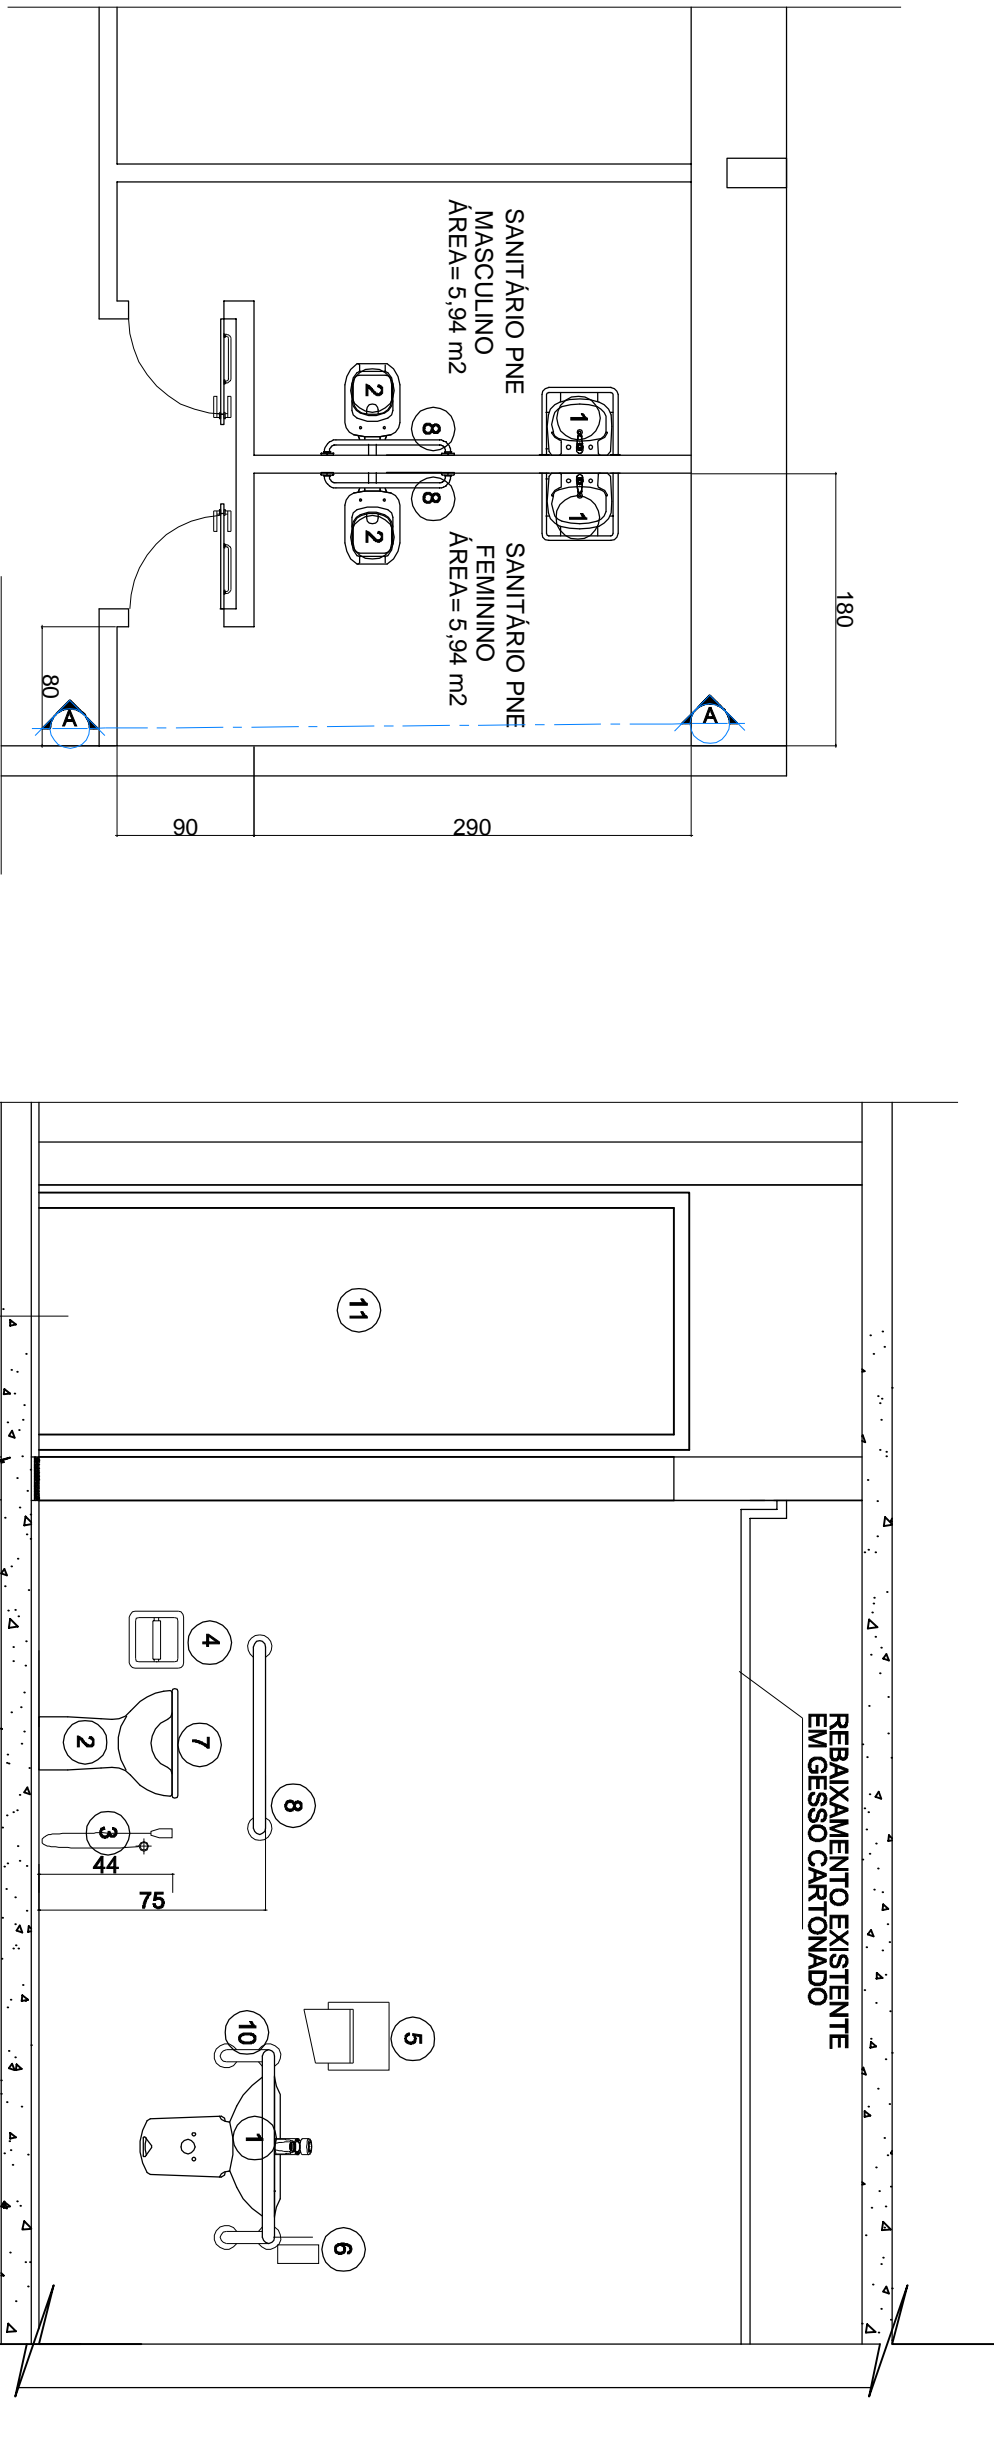 SANITÁRIO PNE
MASCULINO
ÁREA= 5,94 m2
2
8
1
2
8
1
SANITÁRIO PNE
FEMININO
ÁREA= 5,94 m2
180
80
A
A
90
290
11
4
2
7
8
3
44
75
REBAIXAMENTO EXISTENTE
EM GESSO CARTONADO
5
10
1
6